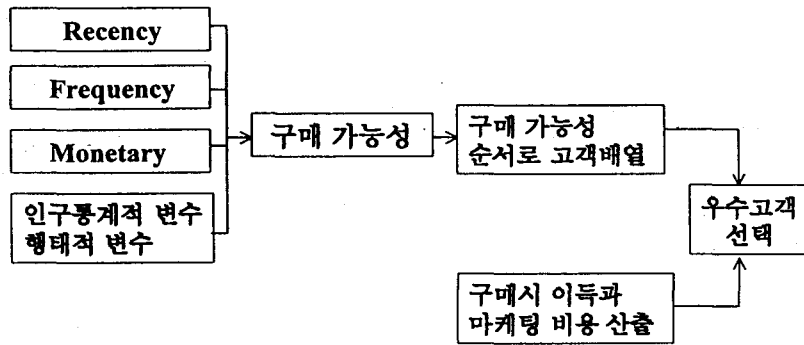 Recency
Frequency
Monetary
인구통계적 변수
행태적 변수
구매 가능성
구매 가능성
순서로 고객배열
우수고객
선택
구매시 이득과
마케팅 비용 산출